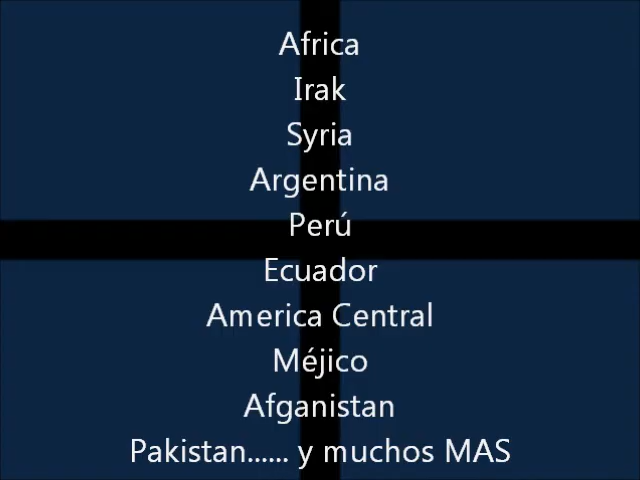 Africa
Irak
Syria
Argentina
Perú
Ecuador
America Central
Méjico
Afganistan
Pakistan...... y muchos MAS